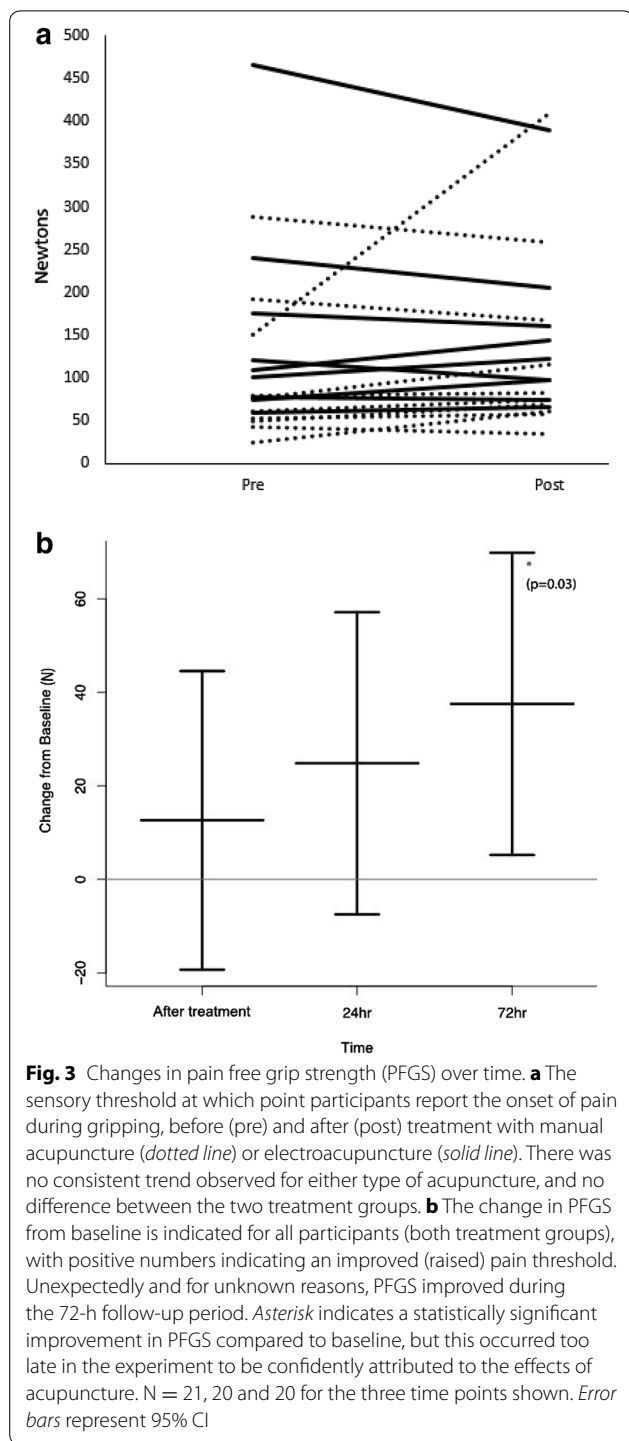 a
500
450
400
350
300
250
200
150
100
50
0
Newtons
Pre Post
b
60
40
20
0
-20
Change from Baseline (N)
*
(p=0.03)
After treatment 24hr 72hr
Time
Fig. 3 Changes in pain free grip strength (PFGS) over time. a The
sensory threshold at which point participants report the onset of pain
during gripping, before (pre) and after (post) treatment with manual
acupuncture (dotted line) or electroacupuncture (solid line). There was
no consistent trend observed for either type of acupuncture, and no
difference between the two treatment groups. b The change in PFGS
from baseline is indicated for all participants (both treatment groups),
with positive numbers indicating an improved (raised) pain threshold.
Unexpectedly and for unknown reasons, PFGS improved during
the 72-h follow-up period. Asterisk indicates a statistically significant
improvement in PFGS compared to baseline, but this occurred too
late in the experiment to be confidently attributed to the effects of
acupuncture. N = 21, 20 and 20 for the three time points shown. Error
bars represent 95% CI